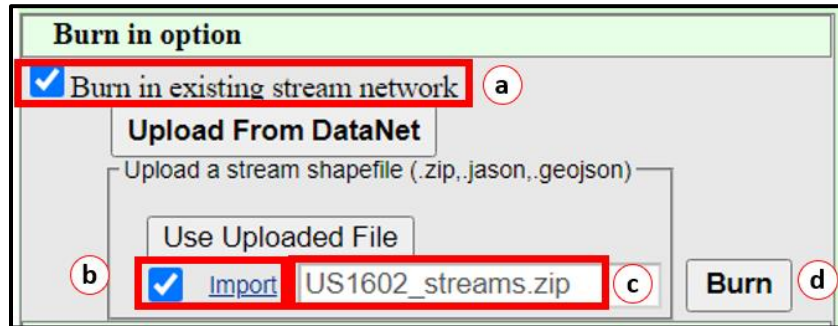 Burn in option
Burn in existing stream network a
Upload From DataNet
Upload a stream shapefile (.zip,.jason,.geojson)
Use Uploaded File
b Import US1602_streams.zip c Burn d